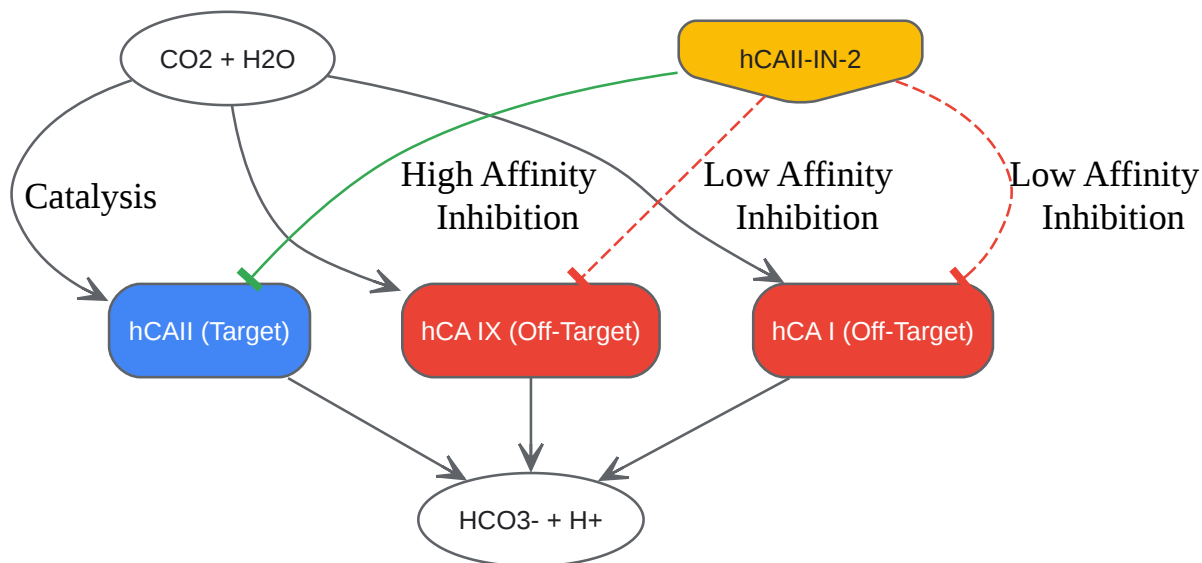 CO2 + H2O
hCAII-IN-2
Catalysis
High Affinity
Inhibition
Low Affinity
Inhibition
Low Affinity
Inhibition
hCAII (Target)
hCA IX (Off-Target)
hCA I (Off-Target)
HCO3- + H+